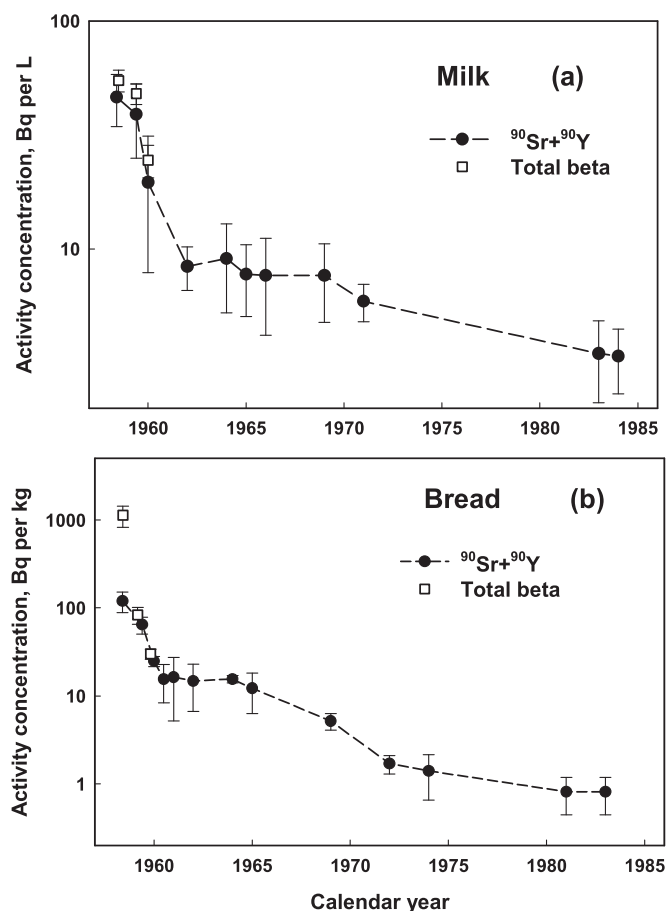 100
Milk (a)
⁹⁰Sr+⁹⁰Y
Total beta
10
Activity concentration, Bq per L
1960 1965 1970 1975 1980 1985
Bread (b)
1000
⁹⁰Sr+⁹⁰Y
Total beta
100
10
1
Activity concentration, Bq per kg
1960 1965 1970 1975 1980 1985
Calendar year